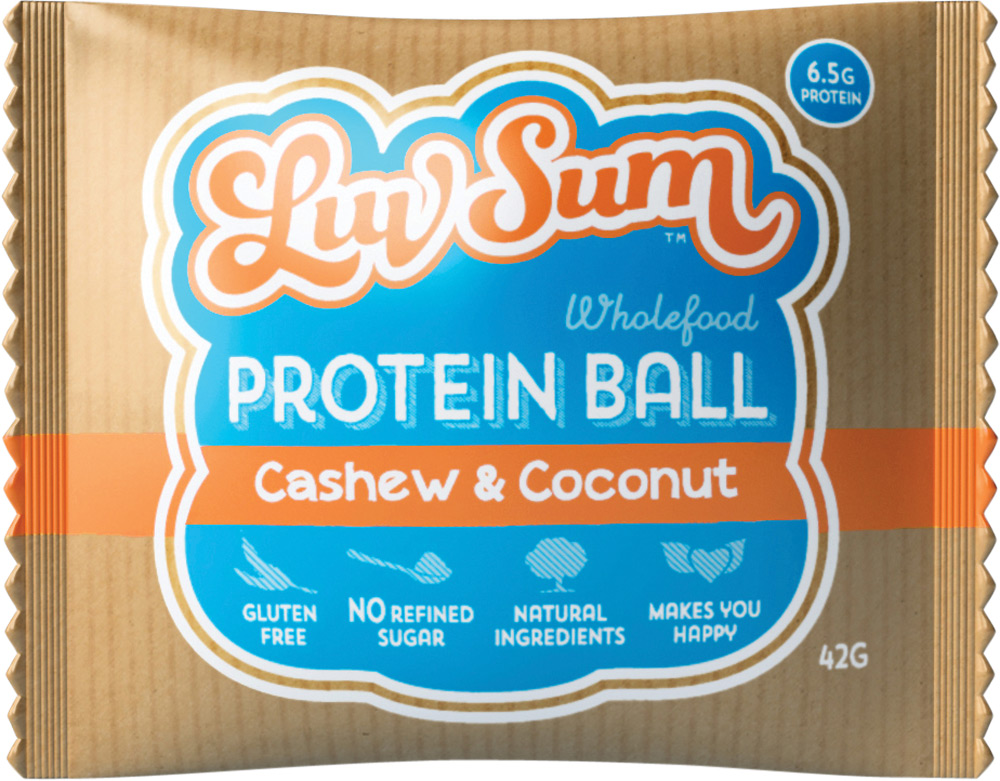 6.5G
PROTEIN
Luv Sum
TM
Wholefood
PROTEIN BALL
Cashew & Coconut
GLUTEN
FREE
NO REFINED
SUGAR
NATURAL
INGREDIENTS
MAKES YOU
HAPPY
42G